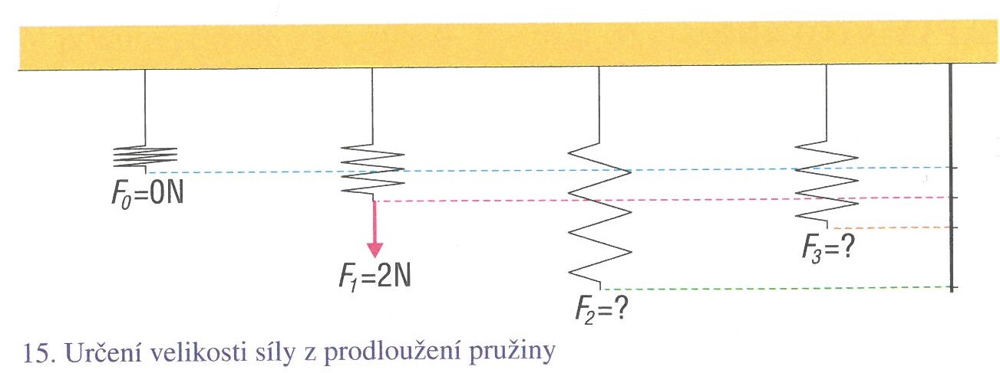 F₀=0N
F₁=2N
F₂=?
F₃=?
15. Určení velikosti síly z prodloužení pružiny